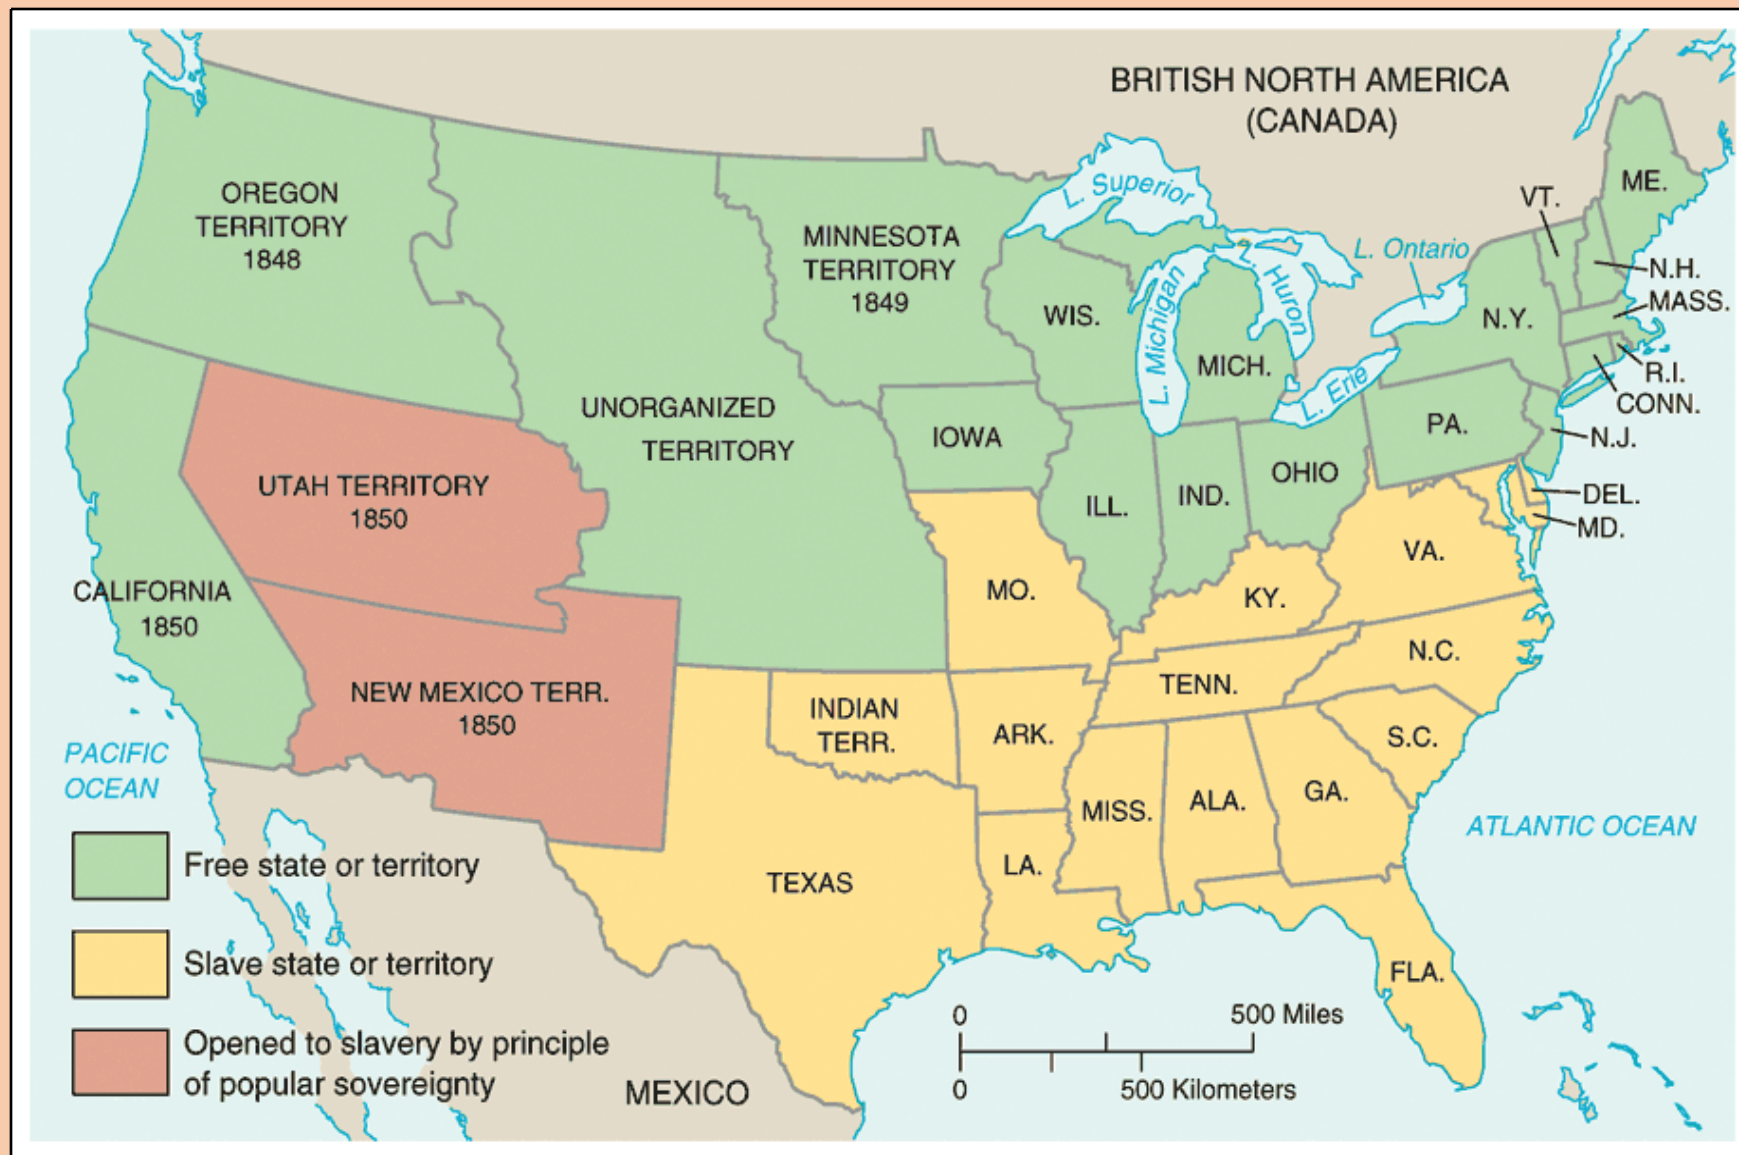 BRITISH NORTH AMERICA
(CANADA)
OREGON
TERRITORY
1848
MINNESOTA
TERRITORY
1849
L. Superior
L. Michigan
L. Huron
L. Ontario
L. Erie
VT.
ME.
N.H.
MASS.
N.Y.
R.I.
CONN.
WIS.
MICH.
UNORGANIZED
TERRITORY
IOWA
PA.
N.J.
UTAH TERRITORY
1850
ILL.
IND.
OHIO
DEL.
MD.
CALIFORNIA
1850
MO.
KY.
VA.
NEW MEXICO TERR.
1850
INDIAN
TERR.
ARK.
TENN.
N.C.
S.C.
PACIFIC
OCEAN
TEXAS
LA.
MISS.
ALA.
GA.
ATLANTIC OCEAN
FLA.
Free state or territory
Slave state or territory
Opened to slavery by principle
of popular sovereignty
MEXICO
0 500 Miles
0 500 Kilometers